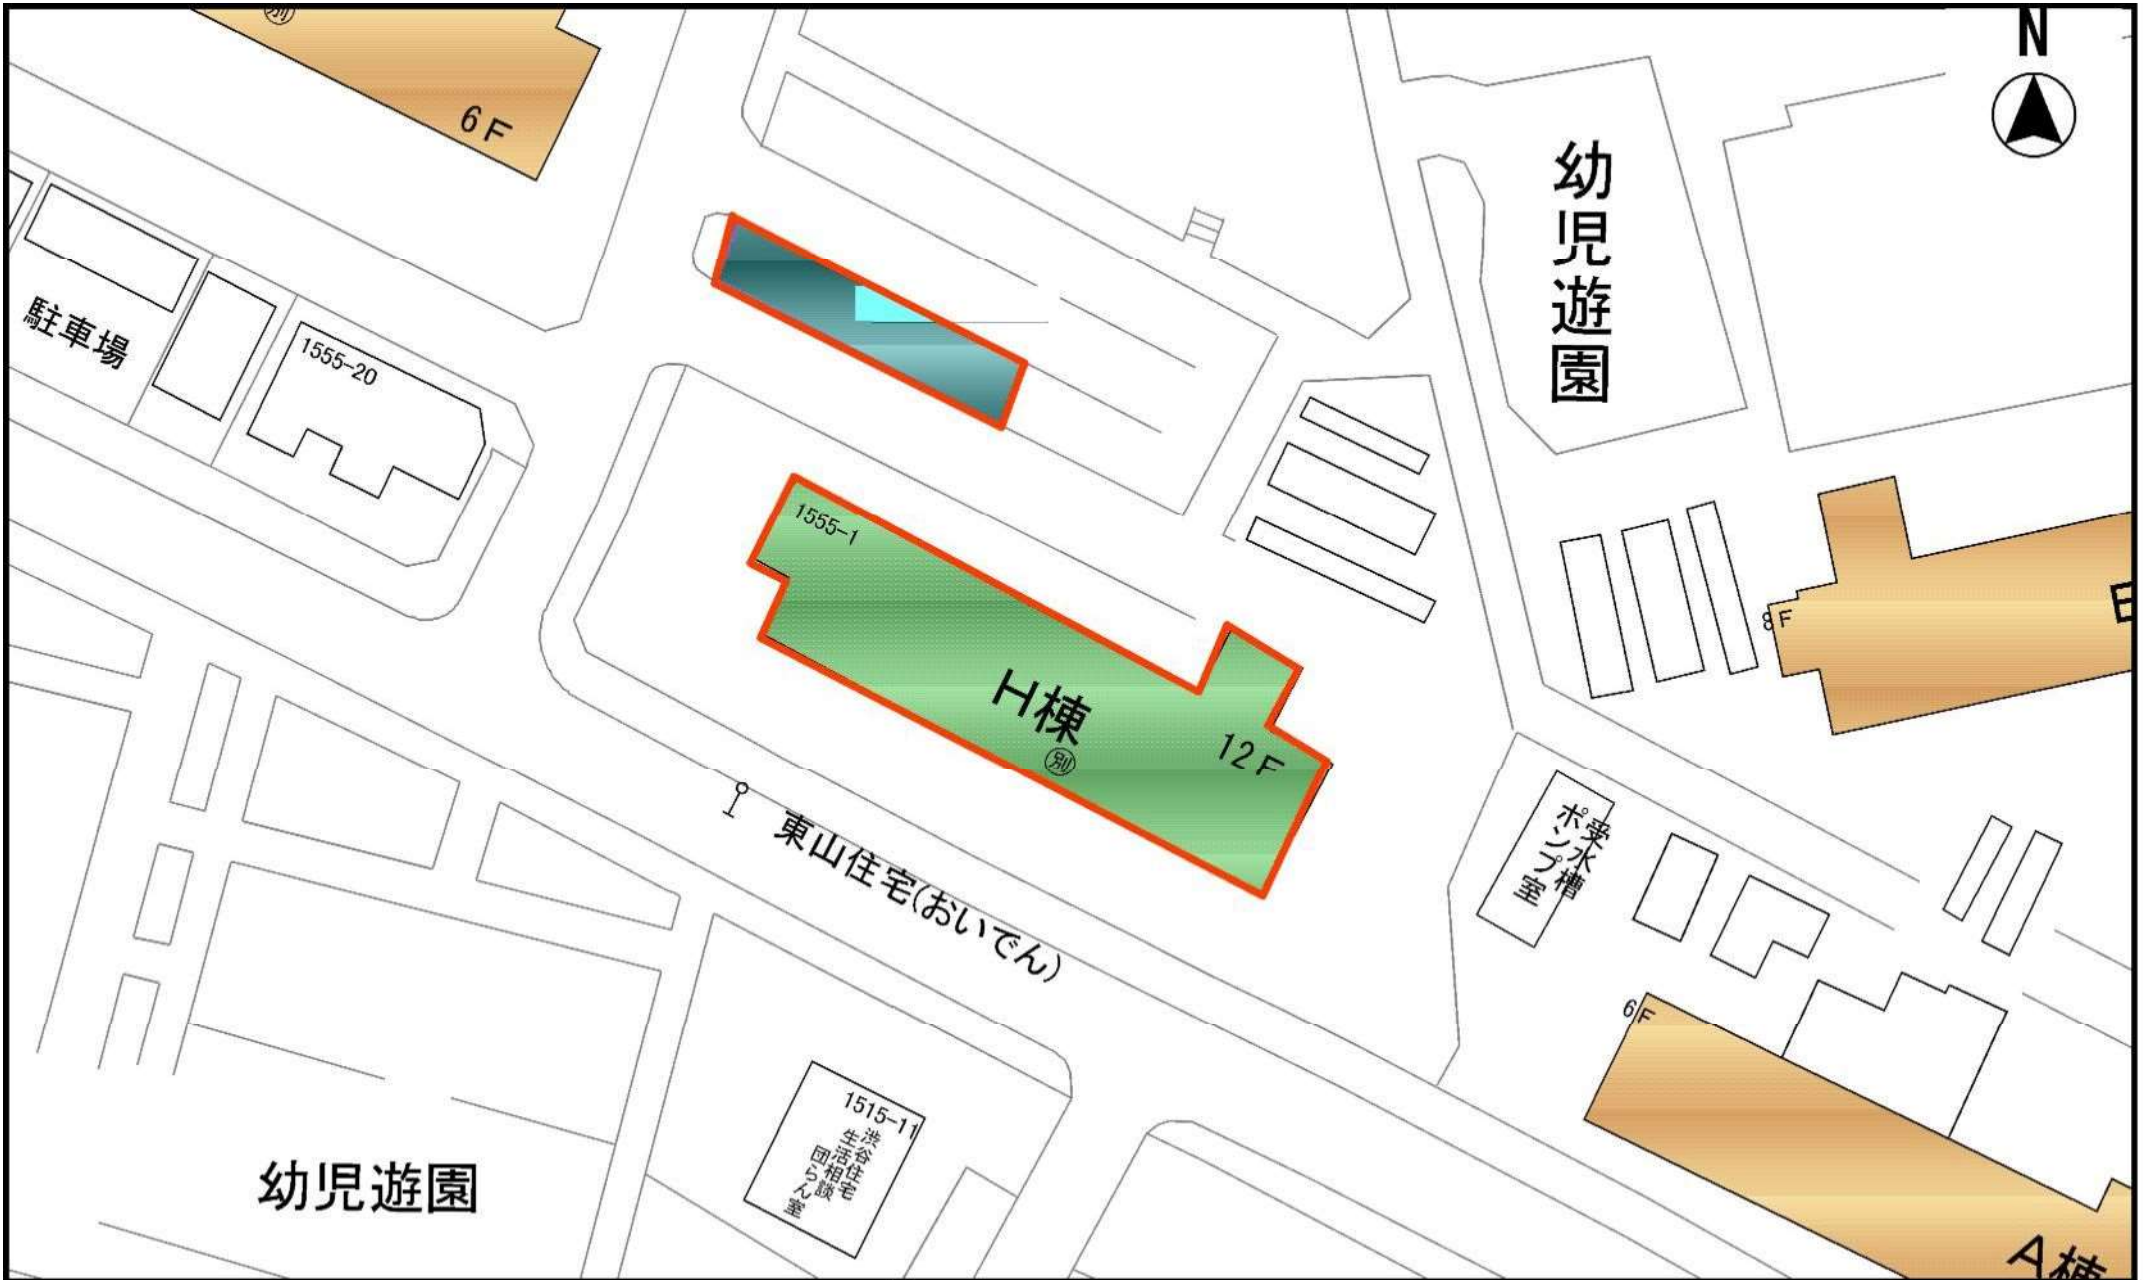 別
6F
N
幼児遊園
駐車場
1555-20
1555-1
H棟
別
12F
8F
受水槽
ポンプ室
東山住宅(おいでん)
6F
1515-11
渋谷住宅
生活相談
団らん室
幼児遊園
A棟